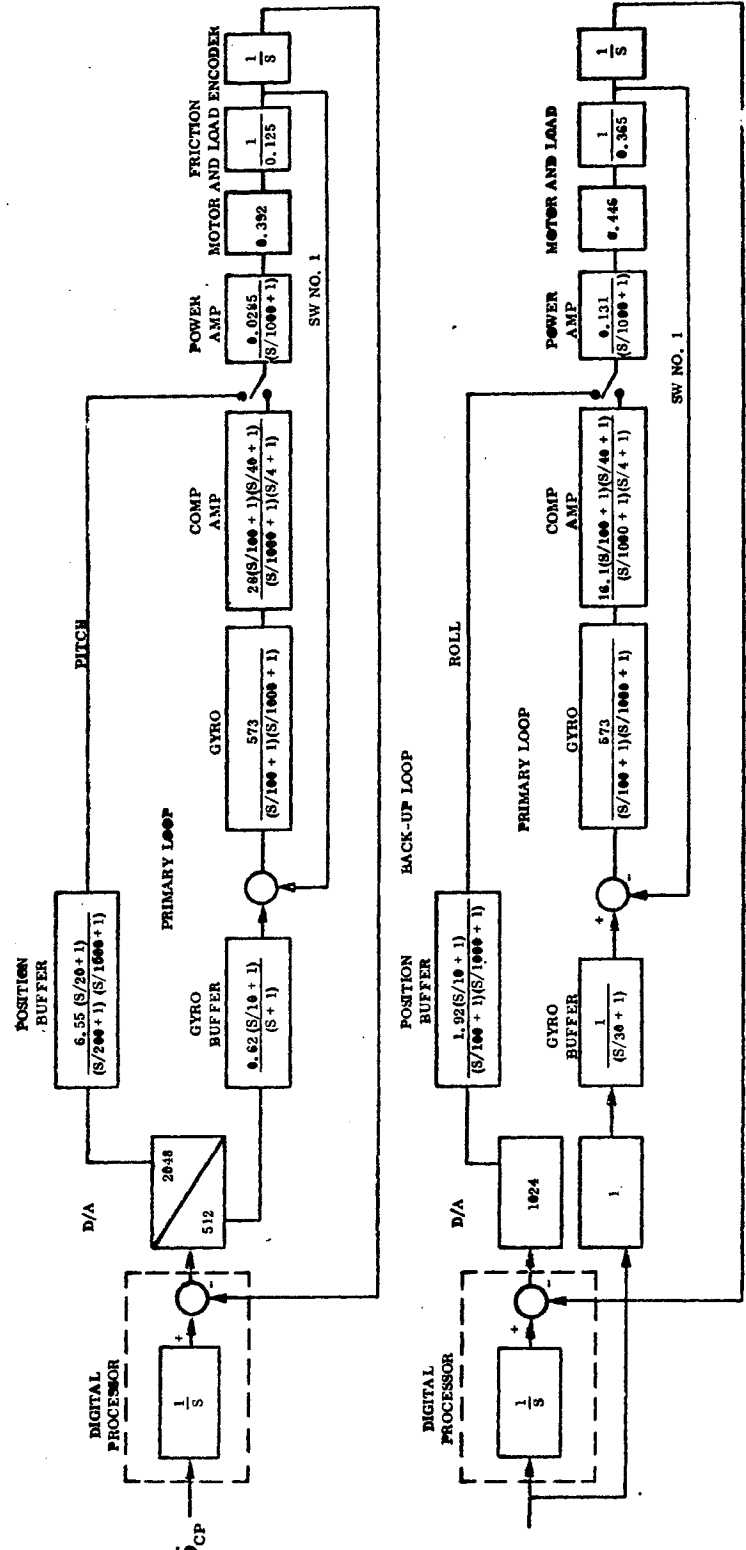 PITCH
DIGITAL
PROCESSOR
CP
1
S
+
-
D/A
2048
512
POSITION
BUFFER
6.55 (S/20 + 1)
(S/200 + 1) (S/1000 + 1)
GYRO
BUFFER
0.62 (S/10 + 1)
(S + 1)
PRIMARY LOOP
GYRO
573
(S/100 + 1)(S/1000 + 1)
COMP
AMP
28(S/100 + 1)(S/40 + 1)
(S/1000 + 1)(S/4 + 1)
POWER
AMP
0.0285
(S/1000 + 1)
FRICTION
MOTOR AND LOAD ENCODER
0.392
1
0.125
1
S
SW NO. 1
BACK-UP LOOP
ROLL
DIGITAL
PROCESSOR
1
S
+
-
D/A
1024
1
POSITION
BUFFER
1.92(S/10 + 1)
(S/100 + 1)(S/1000 + 1)
GYRO
BUFFER
1
(S/30 + 1)
+
-
PRIMARY LOOP
GYRO
573
(S/100 + 1)(S/1000 + 1)
COMP
AMP
16.1(S/100 + 1)(S/40 + 1)
(S/1000 + 1)(S/4 + 1)
POWER
AMP
0.131
(S/1000 + 1)
MOTOR AND LOAD
0.446
1
0.365
1
S
SW NO. 1